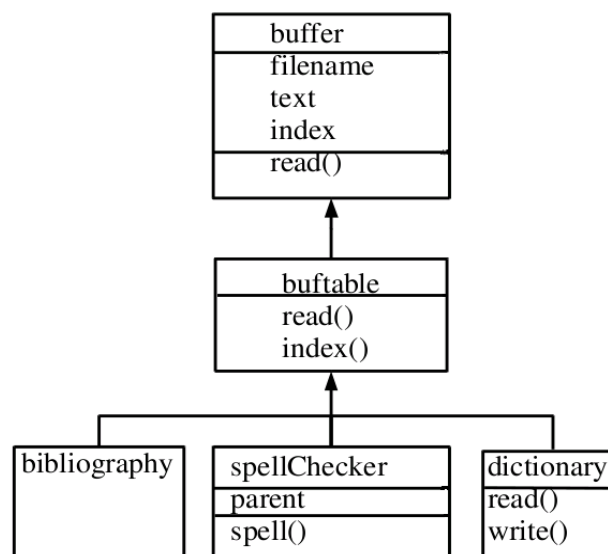 buffer
filename
text
index
read()
buftable
read()
index()
bibliography
spellChecker
parent
spell()
dictionary
read()
write()